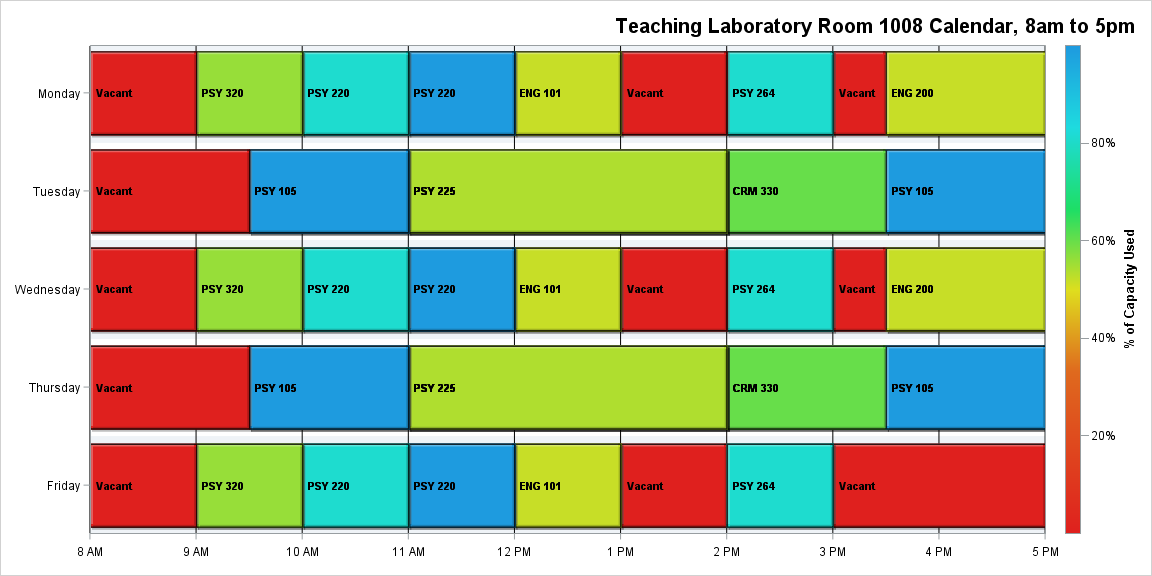 Teaching Laboratory Room 1008 Calendar, 8am to 5pm
Monday Vacant PSY 320 PSY 220 PSY 220 ENG 101 Vacant PSY 264 Vacant ENG 200
80%
Tuesday Vacant PSY 105 PSY 225 CRM 330 PSY 105
60%
% of Capacity Used
Wednesday Vacant PSY 320 PSY 220 PSY 220 ENG 101 Vacant PSY 264 Vacant ENG 200
40%
Thursday Vacant PSY 105 PSY 225 CRM 330 PSY 105
20%
Friday Vacant PSY 320 PSY 220 PSY 220 ENG 101 Vacant PSY 264 Vacant
8 AM 9 AM 10 AM 11 AM 12 PM 1 PM 2 PM 3 PM 4 PM 5 PM